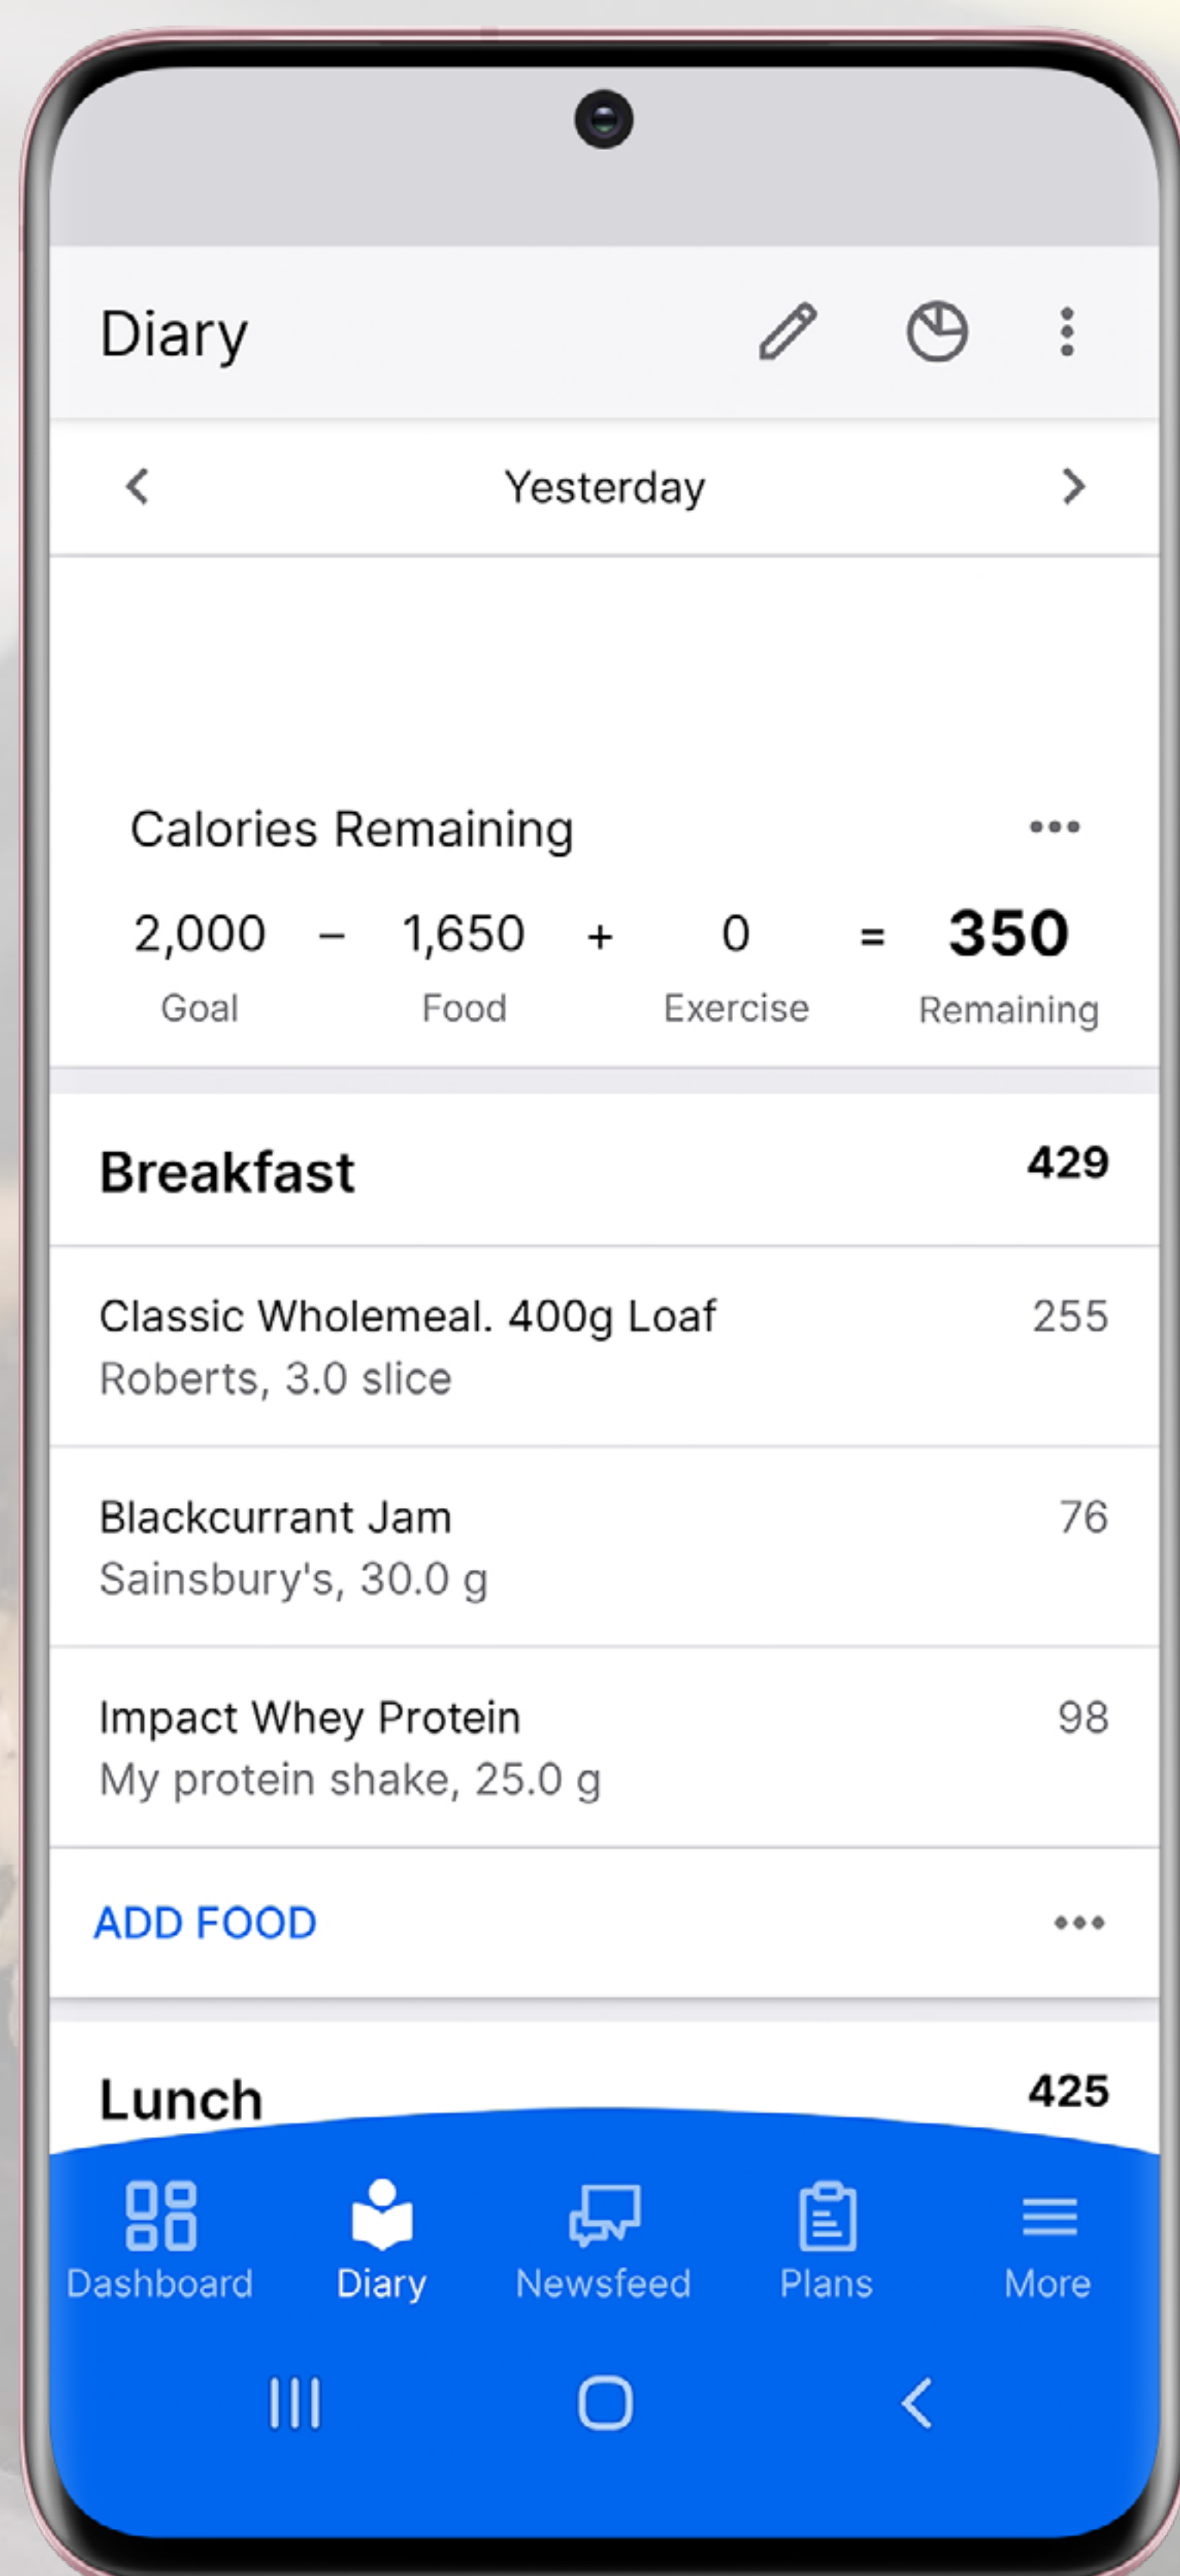 Diary
Yesterday
Calories Remaining
2,000 – 1,650 + 0 = 350
Goal Food Exercise Remaining
Breakfast 429
Classic Wholemeal. 400g Loaf 255
Roberts, 3.0 slice
Blackcurrant Jam 76
Sainsbury's, 30.0 g
Impact Whey Protein 98
My protein shake, 25.0 g
ADD FOOD
Lunch 425
Dashboard Diary Newsfeed Plans More